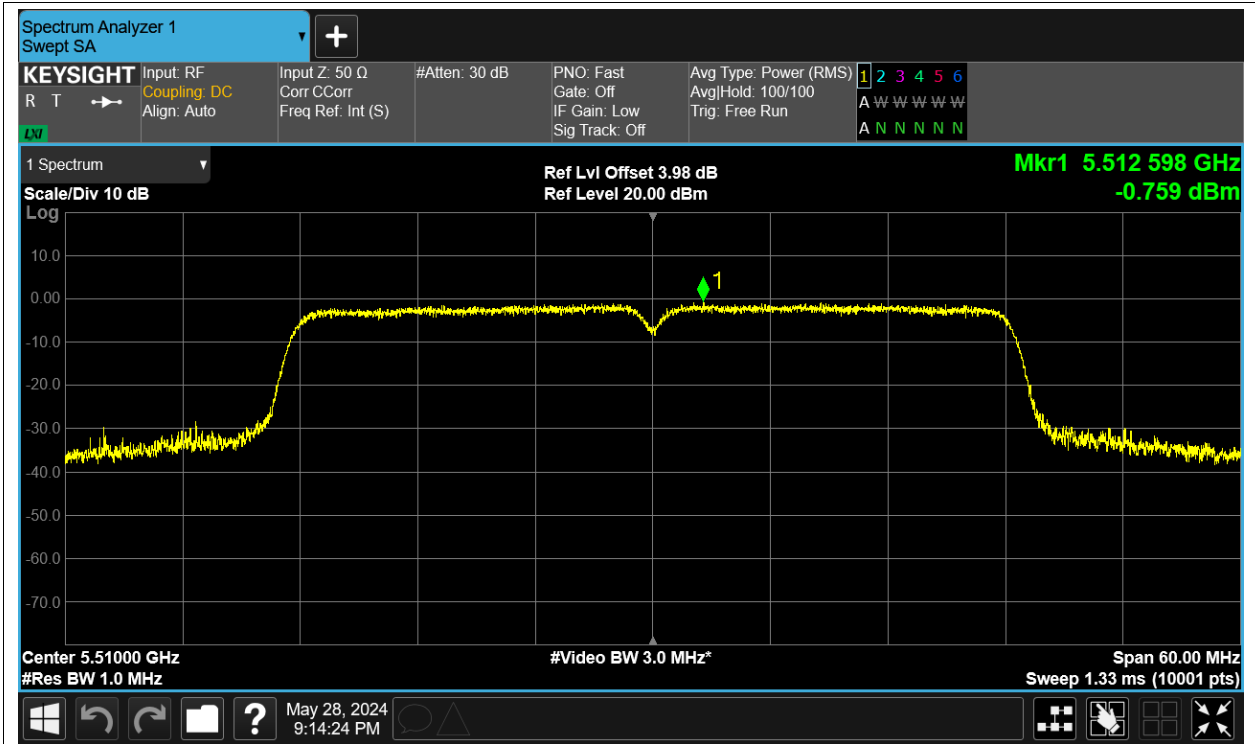 Spectrum Analyzer 1
Swept SA
KEYSIGHT
R T
LXI
Input: RF
Coupling: DC
Align: Auto
Input Z: 50 Ω
Corr CCorr
Freq Ref: Int (S)
#Atten: 30 dB
PNO: Fast
Gate: Off
IF Gain: Low
Sig Track: Off
Avg Type: Power (RMS)
Avg|Hold: 100/100
Trig: Free Run
1 2 3 4 5 6
A W W W W W
A N N N N N
1 Spectrum
Scale/Div 10 dB
Ref Lvl Offset 3.98 dB
Ref Level 20.00 dBm
Mkr1 5.512 598 GHz
-0.759 dBm
Log
10.0
0.00
-10.0
-20.0
-30.0
-40.0
-50.0
-60.0
-70.0
1
Center 5.51000 GHz
#Res BW 1.0 MHz
#Video BW 3.0 MHz*
Span 60.00 MHz
Sweep 1.33 ms (10001 pts)
?
May 28, 2024
9:14:24 PM